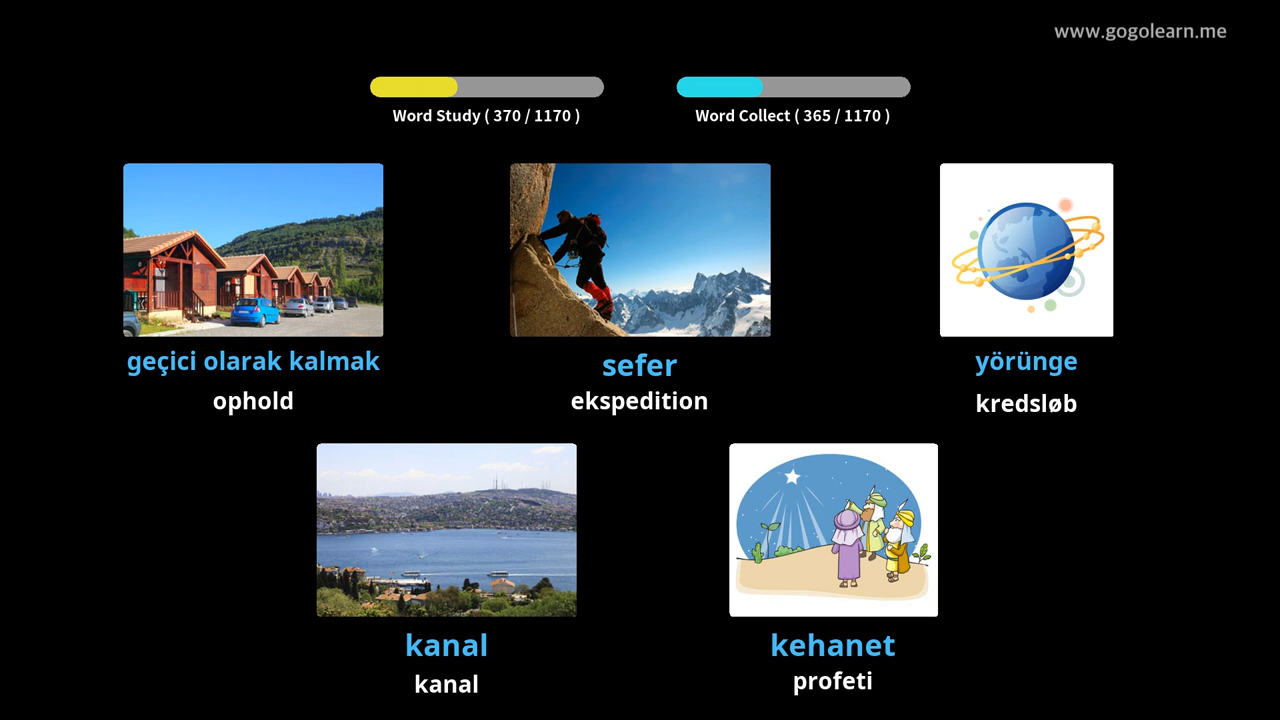 www.gogolearn.me
Word Study ( 370 / 1170 )
Word Collect ( 365 / 1170 )
geçici olarak kalmak
ophold
sefer
ekspedition
yörünge
kredsløb
kanal
kanal
kehanet
profeti